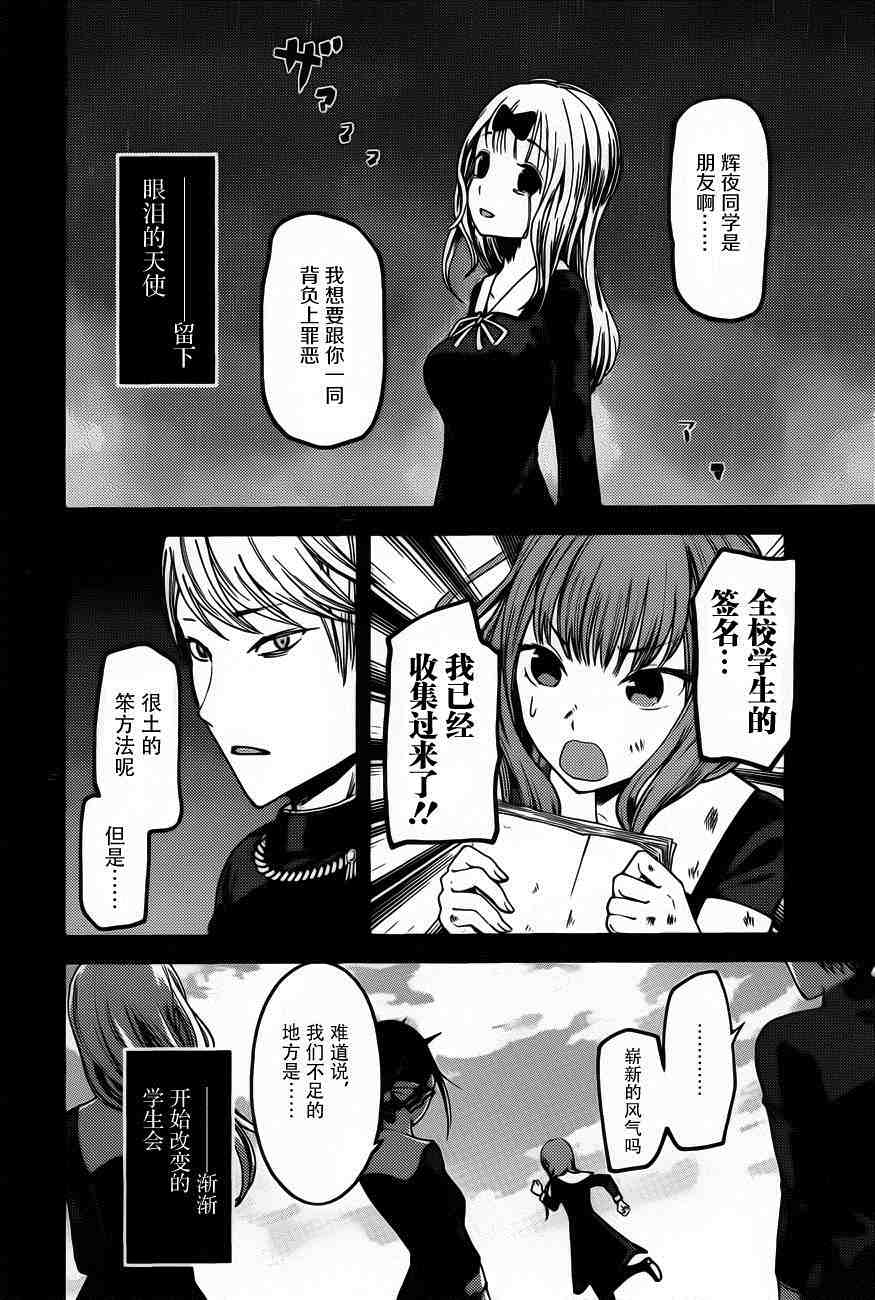 ザァァ
辉夜同学是
朋友啊……
我想要跟你一同
背负上罪恶
——留下
眼泪的天使
ァァ
全校学生的
签名…
我已经
收集过来了!!
很土的
笨方法呢
但是……
…………
崭新的风气吗
难道说,
我们不足的
地方是……
——渐渐
开始改变的
学生会